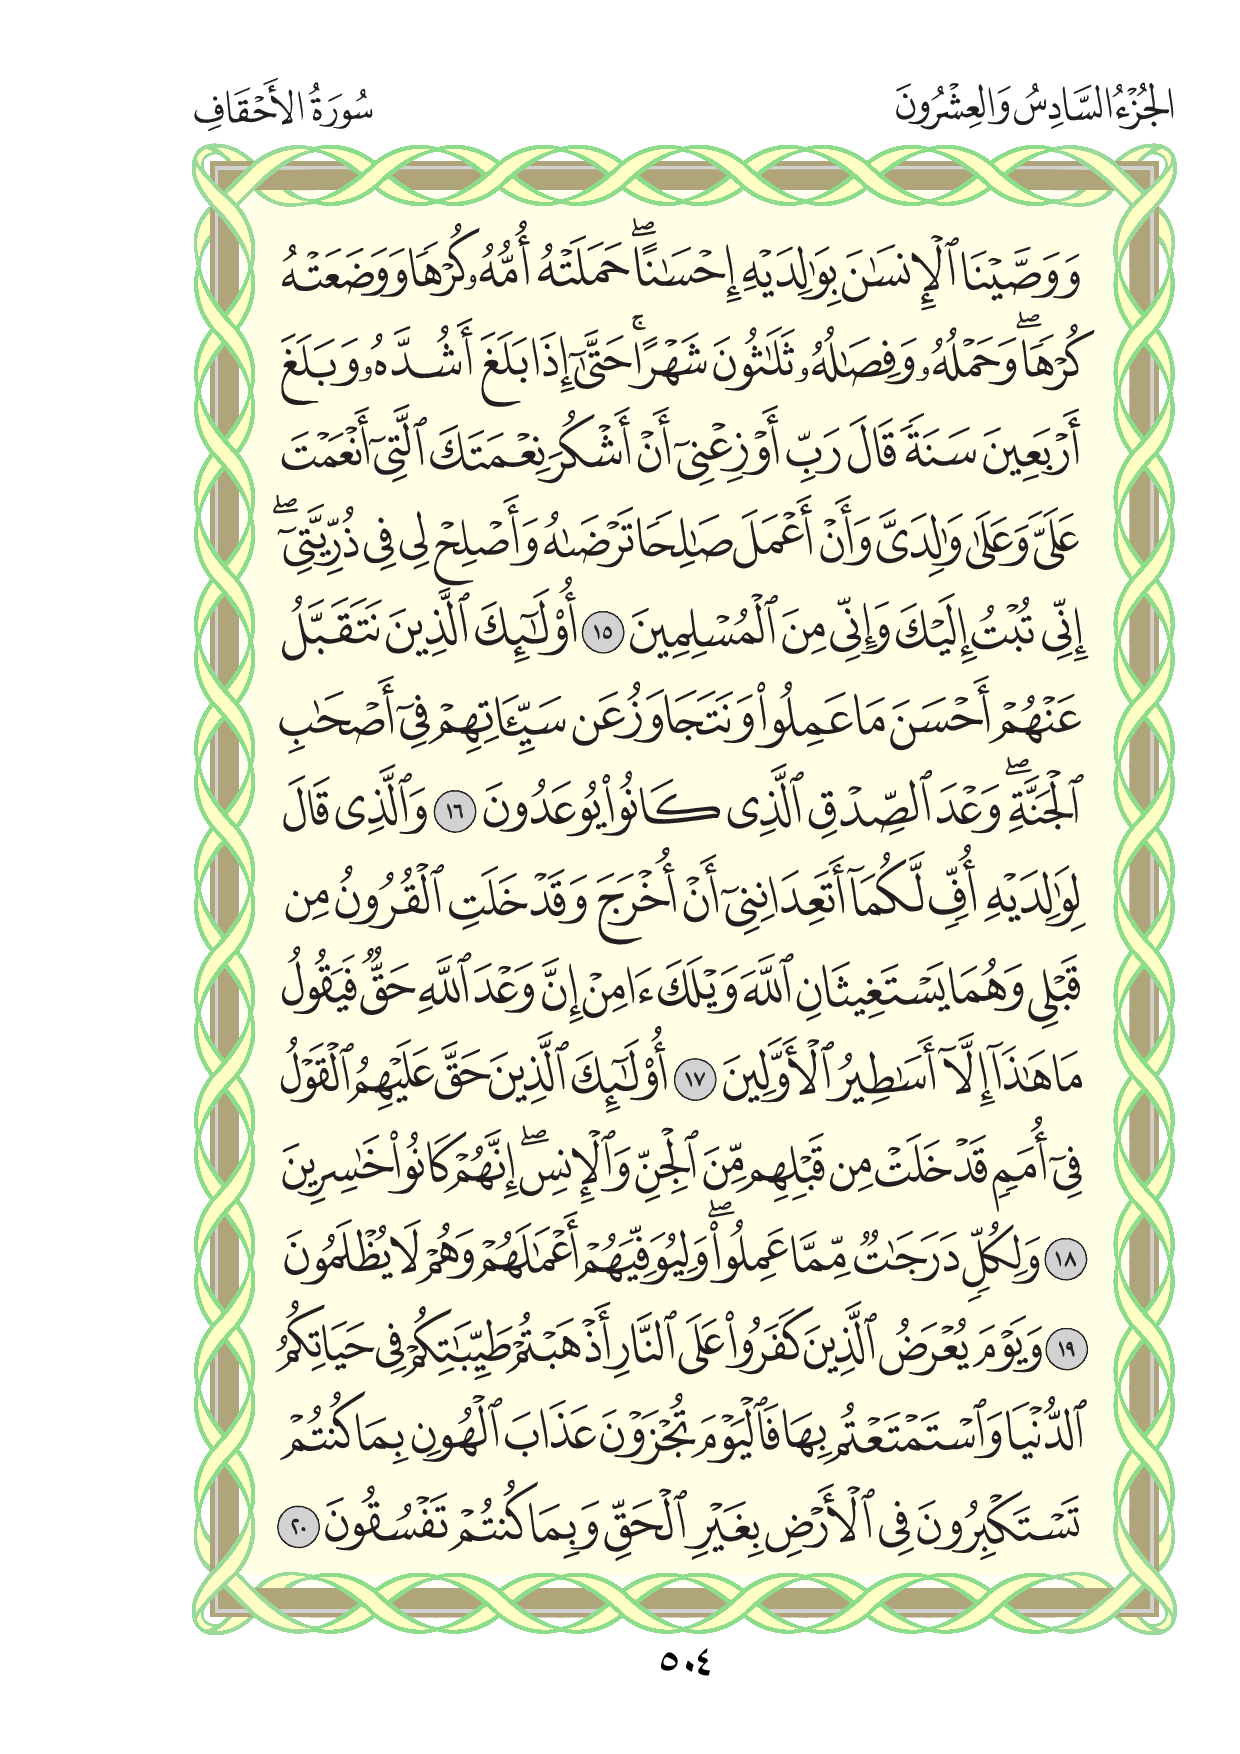 الجُزْءُ السَّادِسُ وَالعِشْرُونَ
سُورَةُ الأَحْقَافِ
وَوَصَّيْنَا ٱلْإِنسَٰنَ بِوَٰلِدَيْهِ إِحْسَٰنًاۖ حَمَلَتْهُ أُمُّهُۥ كُرْهًا وَوَضَعَتْهُ
كُرْهًاۖ وَحَمْلُهُۥ وَفِصَٰلُهُۥ ثَلَٰثُونَ شَهْرًاۚ حَتَّىٰٓ إِذَا بَلَغَ أَشُدَّهُۥ وَبَلَغَ
أَرْبَعِينَ سَنَةً قَالَ رَبِّ أَوْزِعْنِىٓ أَنْ أَشْكُرَ نِعْمَتَكَ ٱلَّتِىٓ أَنْعَمْتَ
عَلَىَّ وَعَلَىٰ وَٰلِدَىَّ وَأَنْ أَعْمَلَ صَٰلِحًا تَرْضَىٰهُ وَأَصْلِحْ لِى فِى ذُرِّيَّتِىٓۖ
إِنِّى تُبْتُ إِلَيْكَ وَإِنِّى مِنَ ٱلْمُسْلِمِينَ ١٥ أُو۟لَٰٓئِكَ ٱلَّذِينَ نَتَقَبَّلُ
عَنْهُمْ أَحْسَنَ مَا عَمِلُوا۟ وَنَتَجَاوَزُ عَن سَيِّـَٔاتِهِمْ فِىٓ أَصْحَٰبِ
ٱلْجَنَّةِۖ وَعْدَ ٱلصِّدْقِ ٱلَّذِى كَانُوا۟ يُوعَدُونَ ١٦ وَٱلَّذِى قَالَ
لِوَٰلِدَيْهِ أُفٍّ لَّكُمَآ أَتَعِدَانِنِىٓ أَنْ أُخْرَجَ وَقَدْ خَلَتِ ٱلْقُرُونُ مِن
قَبْلِى وَهُمَا يَسْتَغِيثَانِ ٱللَّهَ وَيْلَكَ ءَامِنْ إِنَّ وَعْدَ ٱللَّهِ حَقٌّ فَيَقُولُ
مَا هَٰذَآ إِلَّآ أَسَٰطِيرُ ٱلْأَوَّلِينَ ١٧ أُو۟لَٰٓئِكَ ٱلَّذِينَ حَقَّ عَلَيْهِمُ ٱلْقَوْلُ
فِىٓ أُمَمٍ قَدْ خَلَتْ مِن قَبْلِهِم مِّنَ ٱلْجِنِّ وَٱلْإِنسِۖ إِنَّهُمْ كَانُوا۟ خَٰسِرِينَ
١٨ وَلِكُلٍّ دَرَجَٰتٌ مِّمَّا عَمِلُوا۟ۖ وَلِيُوَفِّيَهُمْ أَعْمَٰلَهُمْ وَهُمْ لَا يُظْلَمُونَ
١٩ وَيَوْمَ يُعْرَضُ ٱلَّذِينَ كَفَرُوا۟ عَلَى ٱلنَّارِ أَذْهَبْتُمْ طَيِّبَٰتِكُمْ فِى حَيَاتِكُمُ
ٱلدُّنْيَا وَٱسْتَمْتَعْتُم بِهَا فَٱلْيَوْمَ تُجْزَوْنَ عَذَابَ ٱلْهُونِ بِمَا كُنتُمْ
تَسْتَكْبِرُونَ فِى ٱلْأَرْضِ بِغَيْرِ ٱلْحَقِّ وَبِمَا كُنتُمْ تَفْسُقُونَ ٢٠
٥٠٤